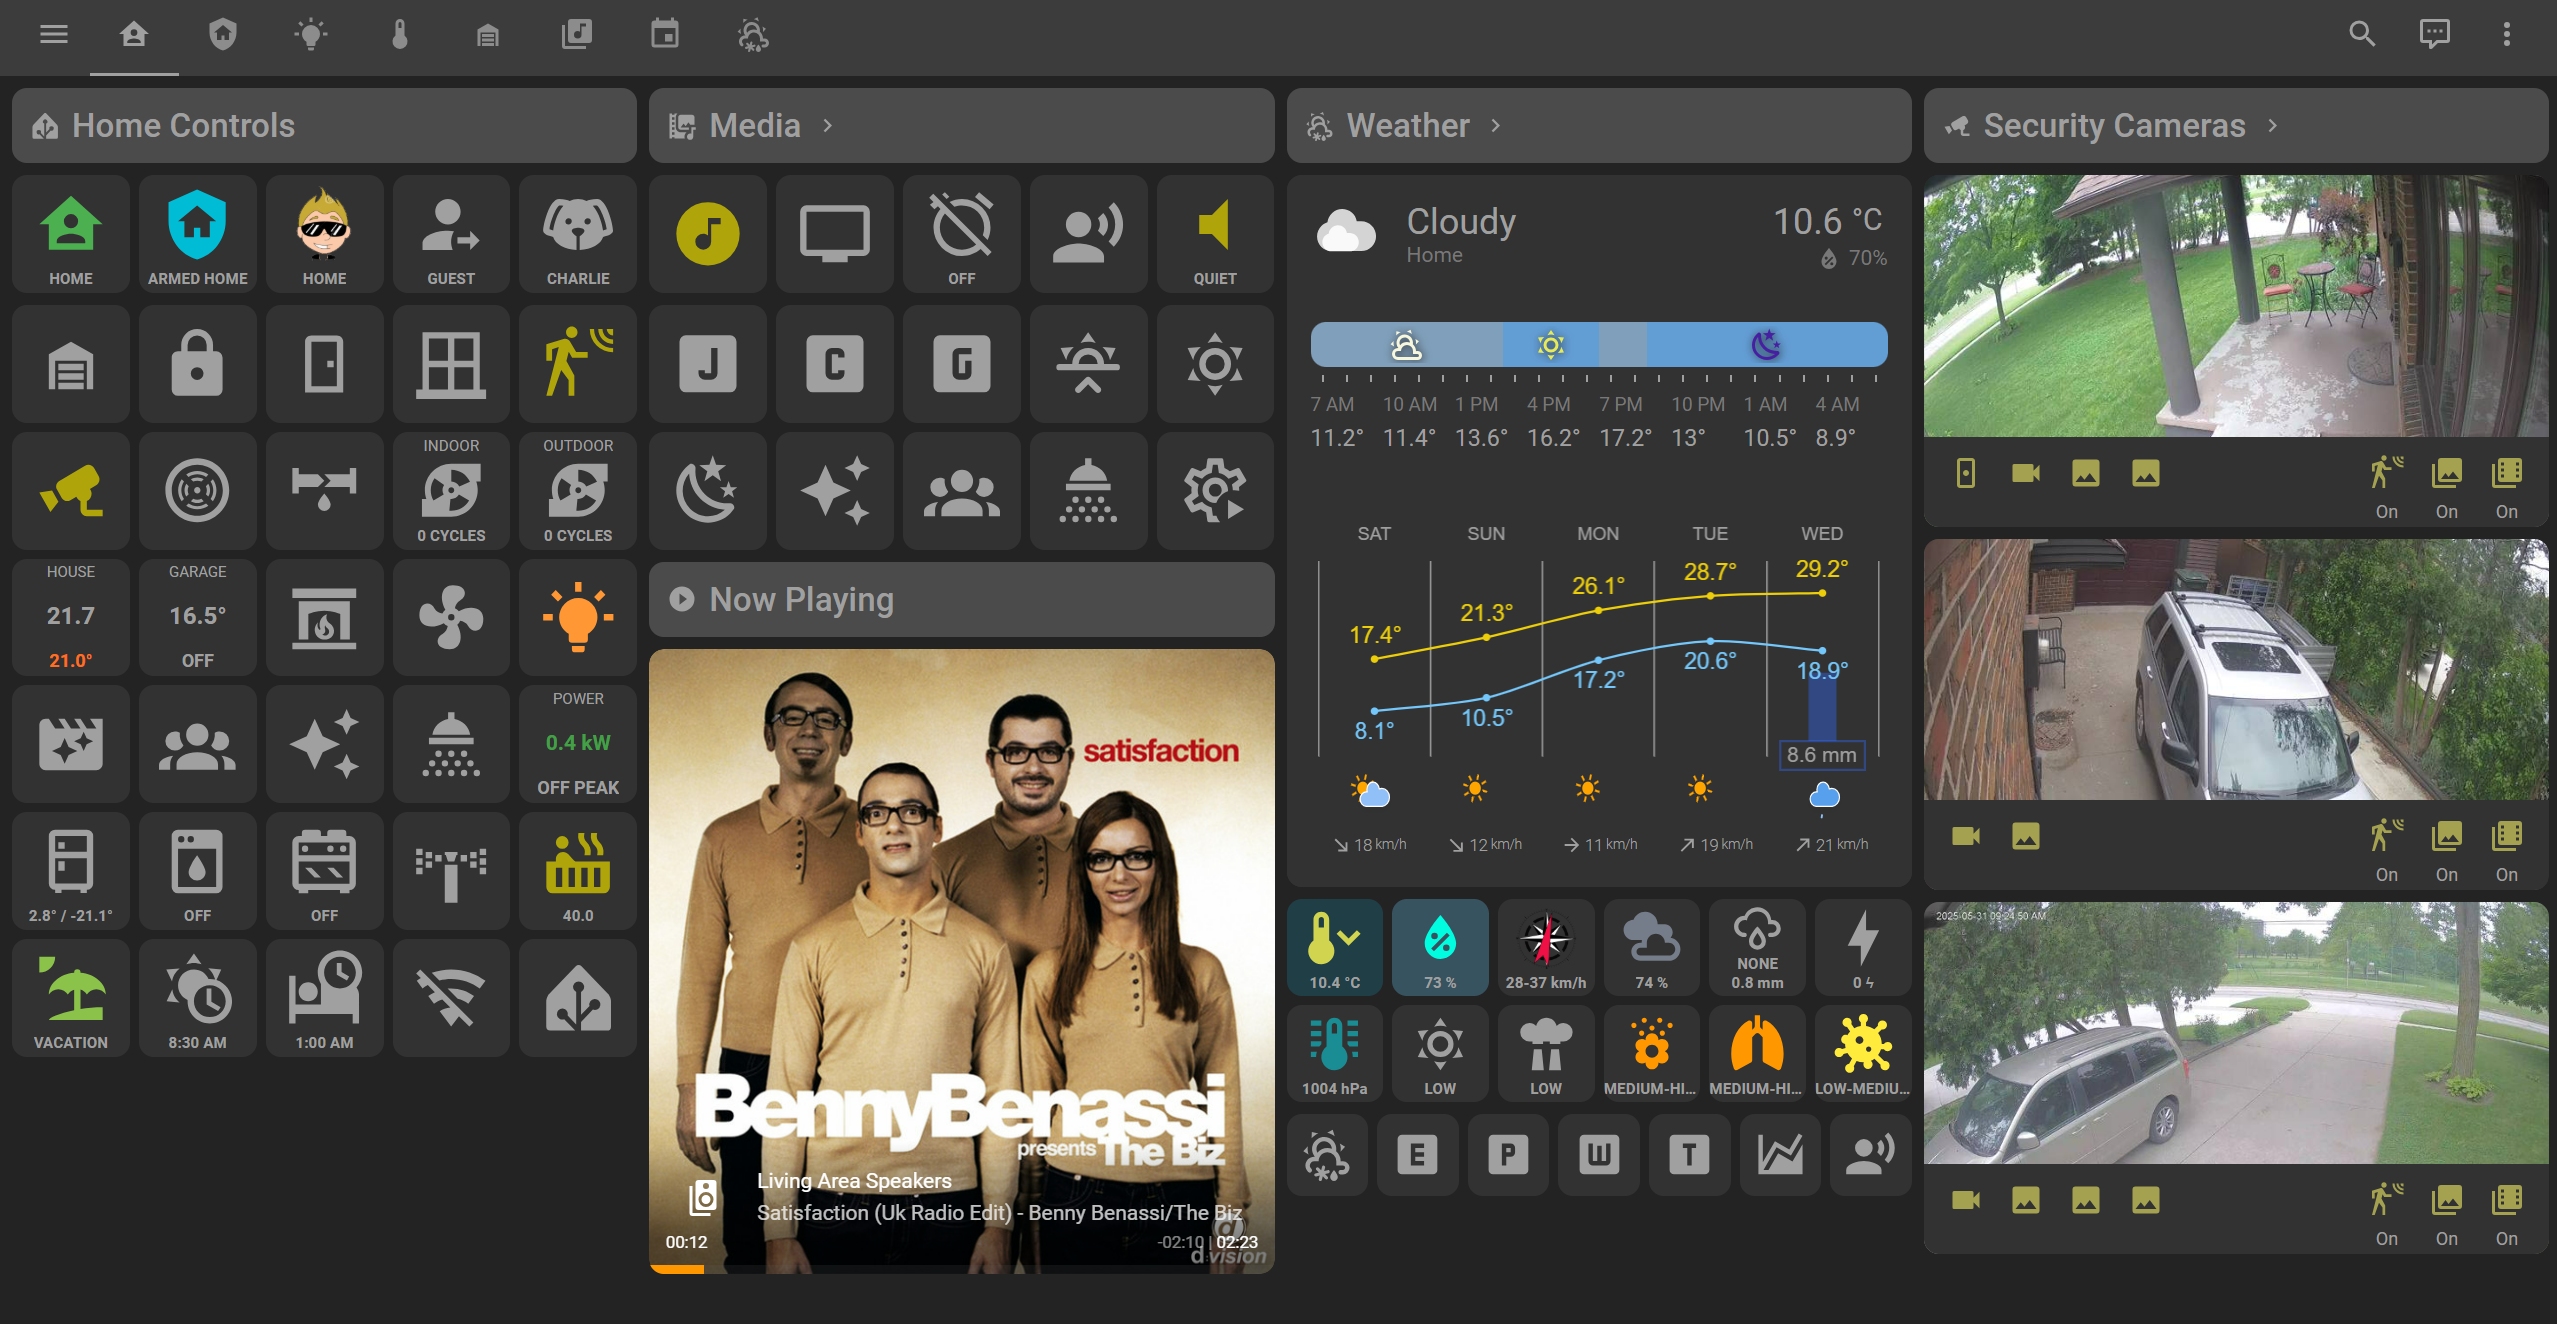 Home Controls
HOME
ARMED HOME
HOME
GUEST
CHARLIE
INDOOR
0 CYCLES
OUTDOOR
0 CYCLES
HOUSE
21.7
21.0°
GARAGE
16.5°
OFF
POWER
0.4 kW
OFF PEAK
2.8° / -21.1°
OFF
OFF
40.0
VACATION
8:30 AM
1:00 AM
Media
OFF
QUIET
J
C
G
Now Playing
satisfaction
BennyBenassi
presents The Biz
Living Area Speakers
Satisfaction (Uk Radio Edit) - Benny Benassi/The Biz
00:12
-02:10 | 02:23
d:vision
Weather
Cloudy
10.6 °C
Home
70%
7 AM 10 AM 1 PM 4 PM 7 PM 10 PM 1 AM 4 AM
11.2° 11.4° 13.6° 16.2° 17.2° 13° 10.5° 8.9°
SAT SUN MON TUE WED
17.4° 21.3° 26.1° 28.7° 29.2°
8.1° 10.5° 17.2° 20.6° 18.9°
8.6 mm
18 km/h 12 km/h 11 km/h 19 km/h 21 km/h
10.4 °C
73 %
28-37 km/h
74 %
NONE
0.8 mm
0 ϟ
1004 hPa
LOW
LOW
MEDIUM-HI...
MEDIUM-HI...
LOW-MEDIU...
E
P
W
T
Security Cameras
On On On
On On On
2025-05-31 09:24:50 AM
On On On